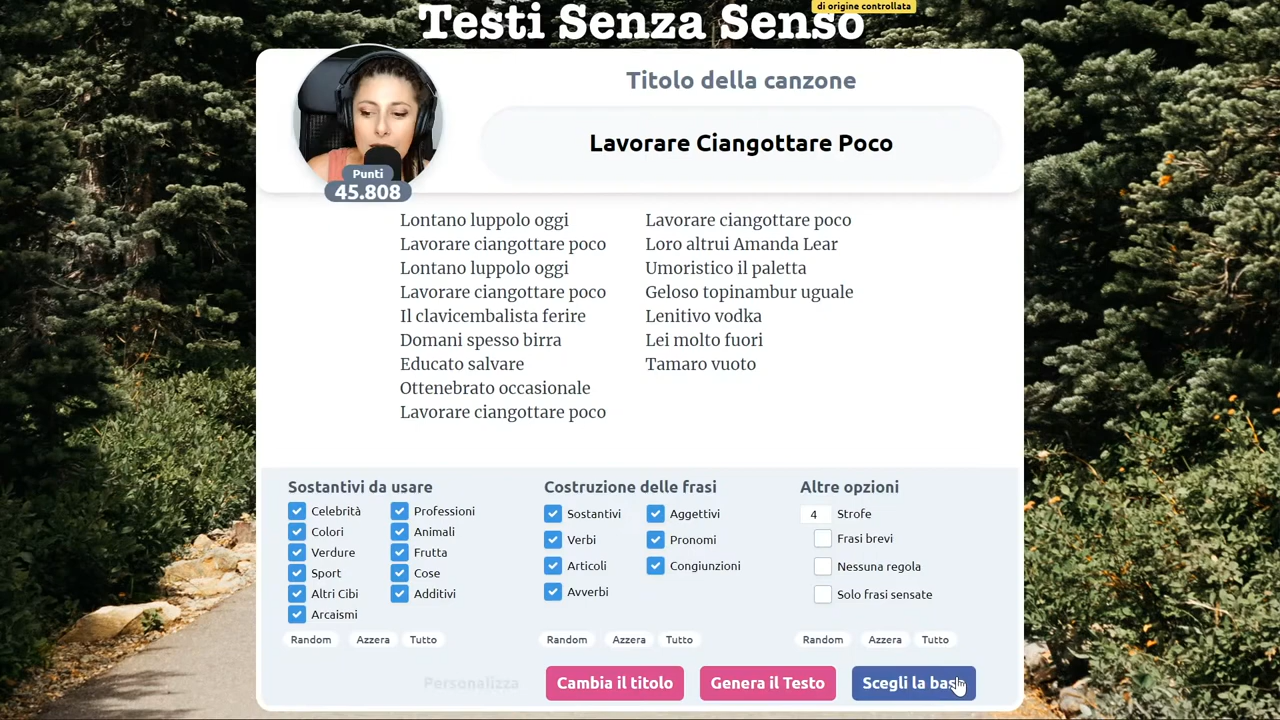 di origine controllata
Testi Senza Senso
Titolo della canzone
Lavorare Ciangottare Poco
Punti
45.808
Lontano luppolo oggi
Lavorare ciangottare poco
Lontano luppolo oggi
Lavorare ciangottare poco
Il clavicembalista ferire
Domani spesso birra
Educato salvare
Ottenebrato occasionale
Lavorare ciangottare poco
Lavorare ciangottare poco
Loro altrui Amanda Lear
Umoristico il paletta
Geloso topinambur uguale
Lenitivo vodka
Lei molto fuori
Tamaro vuoto
Sostantivi da usare
Celebrità
Professioni
Colori
Animali
Verdure
Frutta
Sport
Cose
Altri Cibi
Additivi
Arcaismi
Random Azzera Tutto
Costruzione delle frasi
Sostantivi
Aggettivi
Verbi
Pronomi
Articoli
Congiunzioni
Avverbi
Random Azzera Tutto
Altre opzioni
4 Strofe
Frasi brevi
Nessuna regola
Solo frasi sensate
Random Azzera Tutto
Personalizza
Cambia il titolo
Genera il Testo
Scegli la base